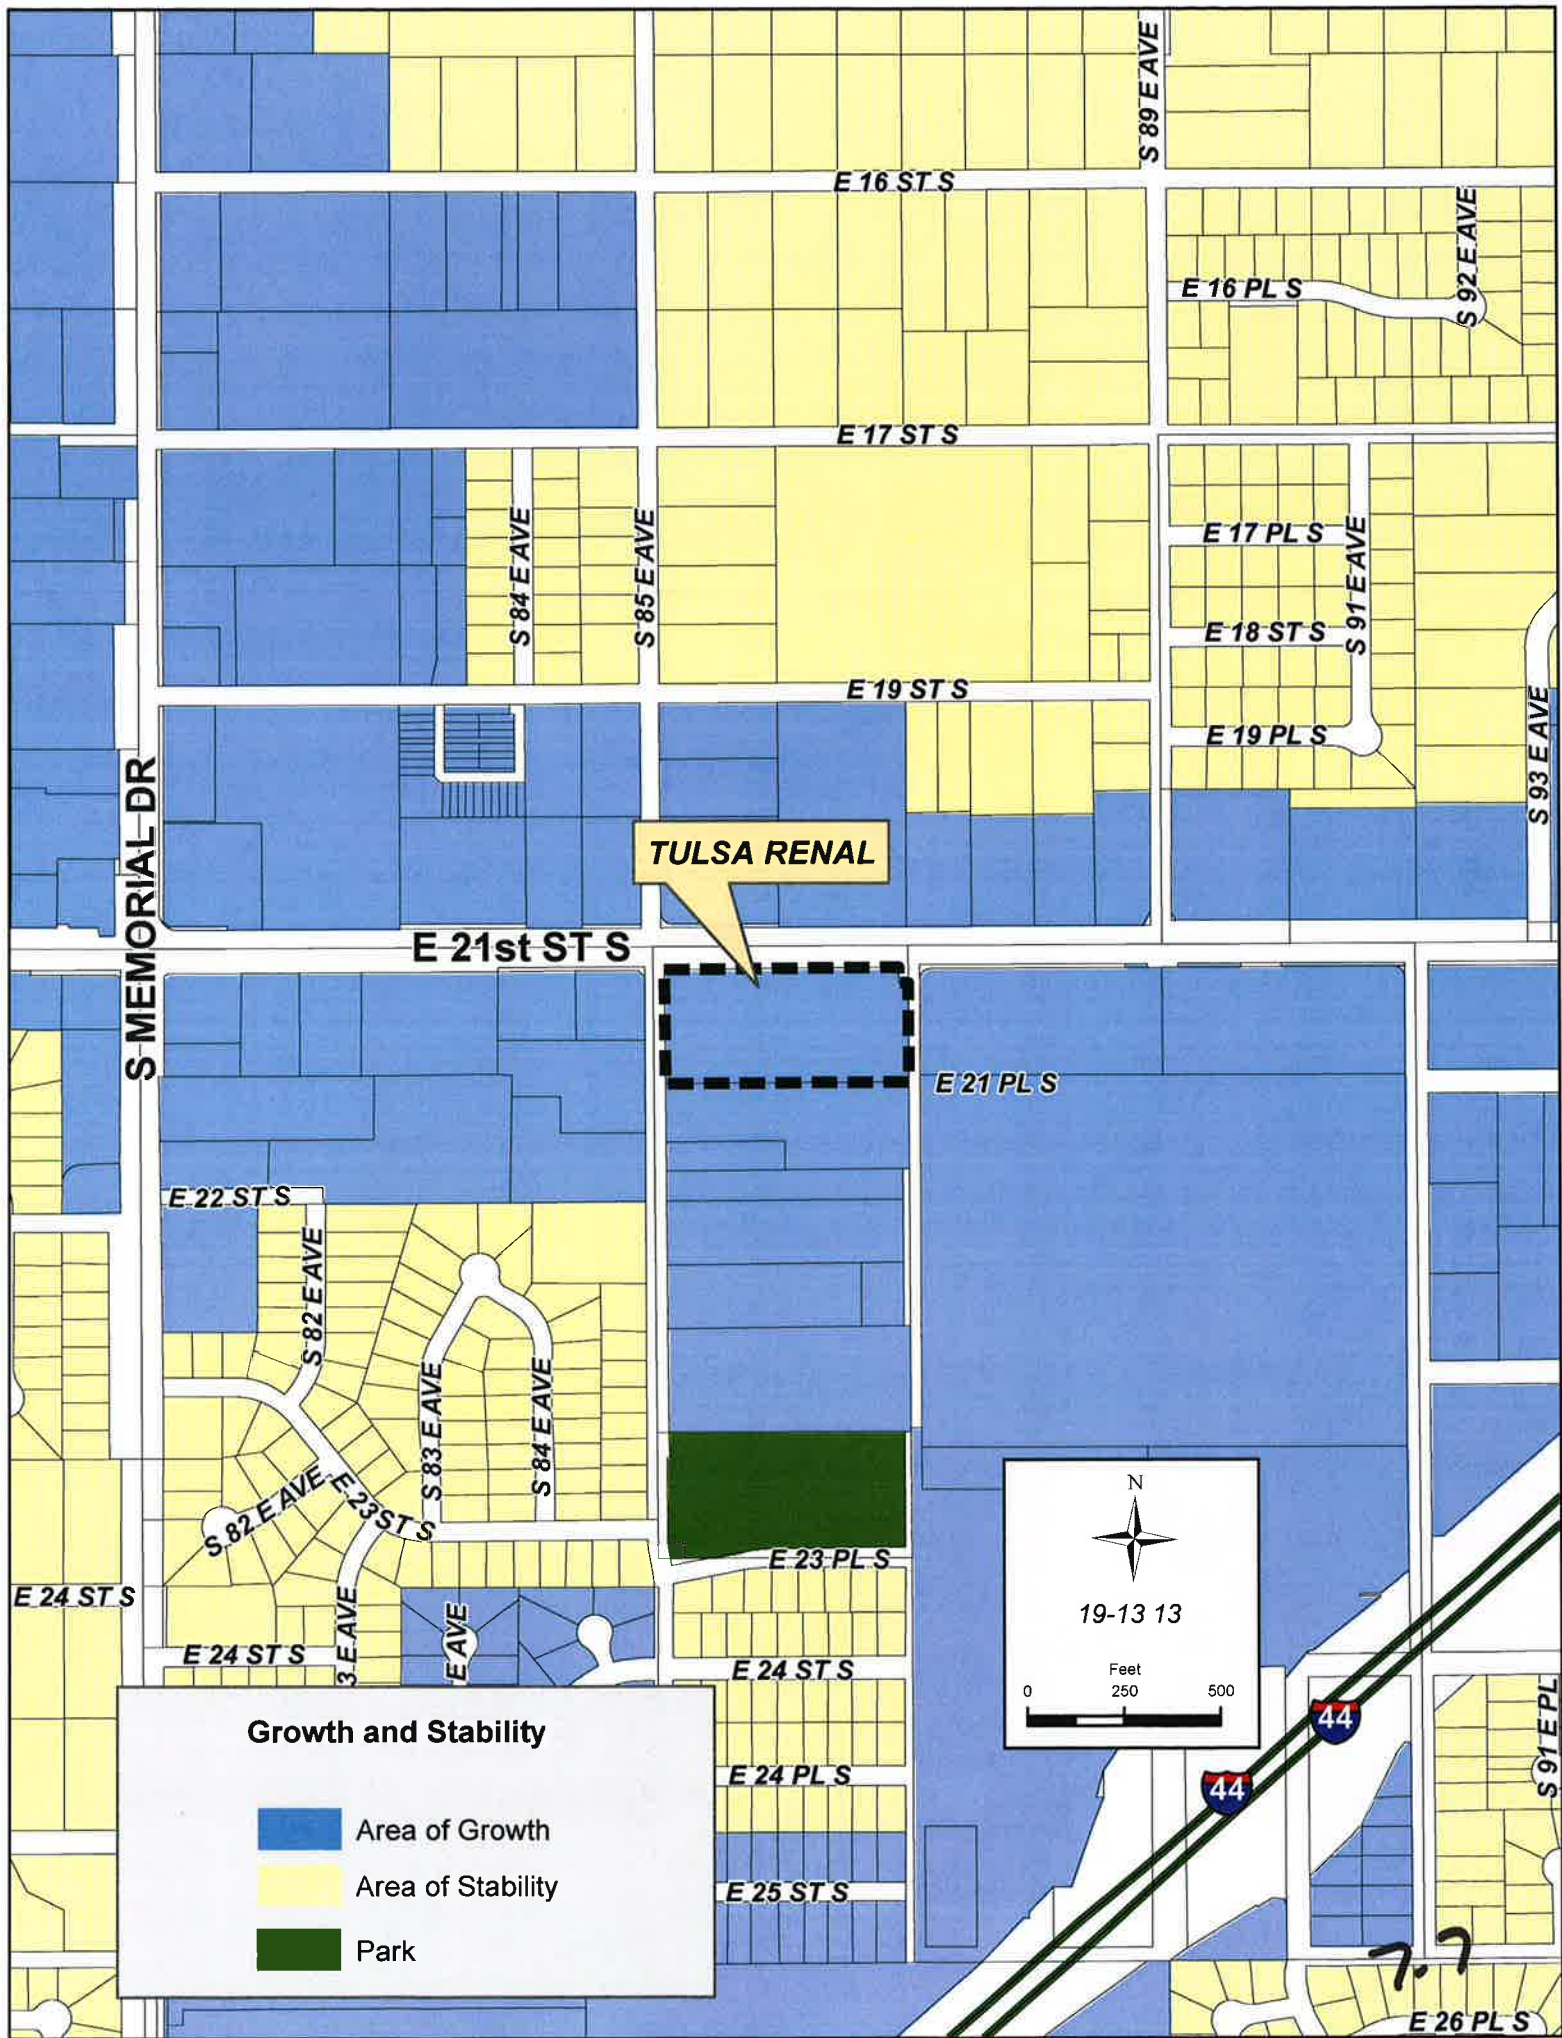 S 89 E AVE
E 16 ST S
S 92 E AVE
E 16 PL S
E 17 ST S
S 84 E AVE
S 85 E AVE
E 17 PL S
S 91 E AVE
E 18 ST S
E 19 ST S
E 19 PL S
S 93 E AVE
S MEMORIAL DR
TULSA RENAL
E 21st ST S
E 21 PL S
E 22 ST S
S 82 E AVE
S 83 E AVE
S 84 E AVE
S 82 E AVE
E 23 ST S
E 23 PL S
E 24 ST S
E 24 ST S
3 E AVE
E AVE
E 24 ST S
E 24 PL S
E 25 ST S
N
19-13 13
Feet
0 250 500
44
44
S 91 E PL
Growth and Stability
Area of Growth
Area of Stability
Park
7.7
E 26 PL S